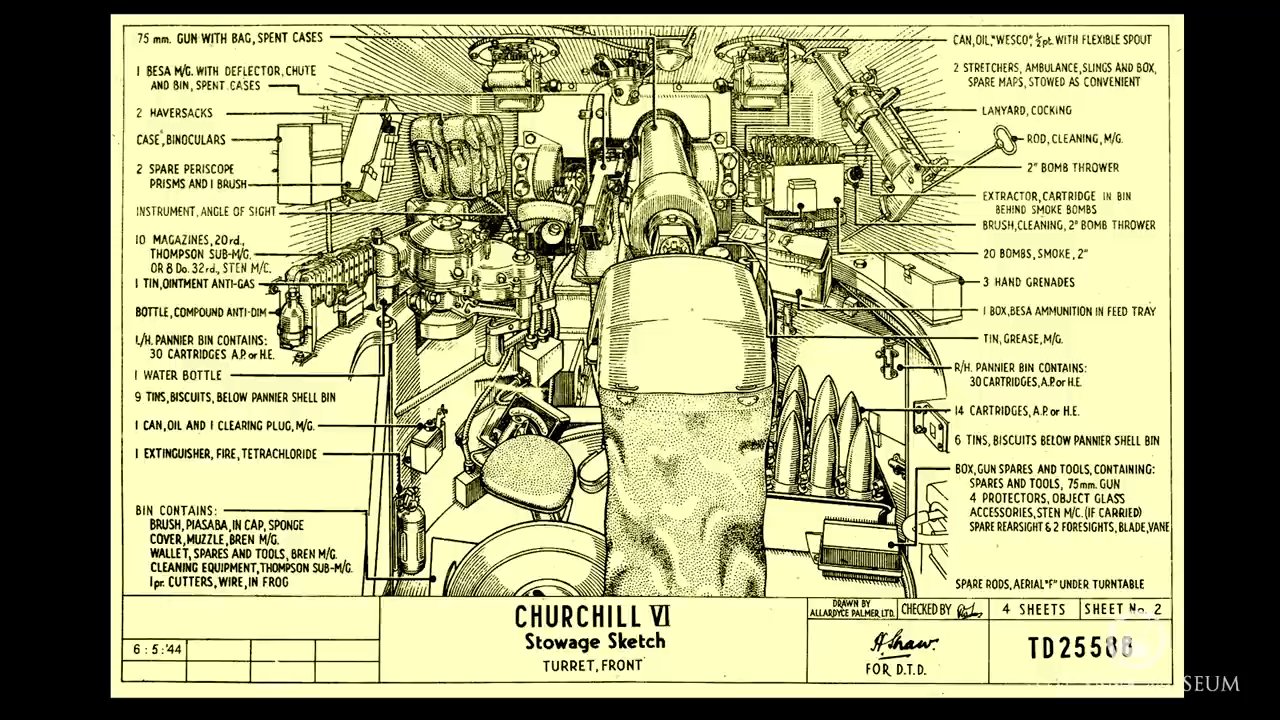 75 mm. GUN WITH BAG, SPENT CASES
1 BESA M/G. WITH DEFLECTOR, CHUTE
AND BIN, SPENT CASES
2 HAVERSACKS
CASE, BINOCULARS
2 SPARE PERISCOPE
PRISMS AND 1 BRUSH
INSTRUMENT, ANGLE OF SIGHT
10 MAGAZINES, 20 rd.,
THOMPSON SUB-M/G.
OR 8 Do. 32rd., STEN M/C.
1 TIN, OINTMENT ANTI-GAS
BOTTLE, COMPOUND ANTI-DIM
L/H. PANNIER BIN CONTAINS:
30 CARTRIDGES A.P. or H.E.
1 WATER BOTTLE
9 TINS, BISCUITS, BELOW PANNIER SHELL BIN
1 CAN, OIL AND 1 CLEARING PLUG, M/G.
1 EXTINGUISHER, FIRE, TETRACHLORIDE
BIN CONTAINS:
BRUSH, PIASABA, IN CAP, SPONGE
COVER, MUZZLE, BREN M/G.
WALLET, SPARES AND TOOLS, BREN M/G.
CLEANING EQUIPMENT, THOMPSON SUB-M/G.
1 pr. CUTTERS, WIRE, IN FROG
CAN, OIL, "WESCO", ½ pt. WITH FLEXIBLE SPOUT
2 STRETCHERS, AMBULANCE, SLINGS AND BOX,
SPARE MAPS, STOWED AS CONVENIENT
LANYARD, COCKING
ROD, CLEANING, M/G.
2" BOMB THROWER
EXTRACTOR, CARTRIDGE IN BIN
BEHIND SMOKE BOMBS
BRUSH, CLEANING, 2" BOMB THROWER
20 BOMBS, SMOKE, 2"
3 HAND GRENADES
1 BOX, BESA AMMUNITION IN FEED TRAY
TIN, GREASE, M/G.
R/H. PANNIER BIN CONTAINS:
30 CARTRIDGES, A.P. or H.E.
14 CARTRIDGES, A.P. or H.E.
6 TINS, BISCUITS BELOW PANNIER SHELL BIN
BOX, GUN SPARES AND TOOLS, CONTAINING:
SPARES AND TOOLS, 75 mm. GUN
4 PROTECTORS, OBJECT GLASS
ACCESSORIES, STEN M/C. (IF CARRIED)
SPARE REARSIGHT & 2 FORESIGHTS, BLADE, VANE
SPARE RODS, AERIAL "F" UNDER TURNTABLE
6:5:'44
CHURCHILL VI
Stowage Sketch
TURRET, FRONT
DRAWN BY
ALLARDYCE PALMER LTD.
CHECKED BY
4 SHEETS
SHEET No. 2
A. Shaw.
FOR D.T.D.
TD 25588
MUSEUM